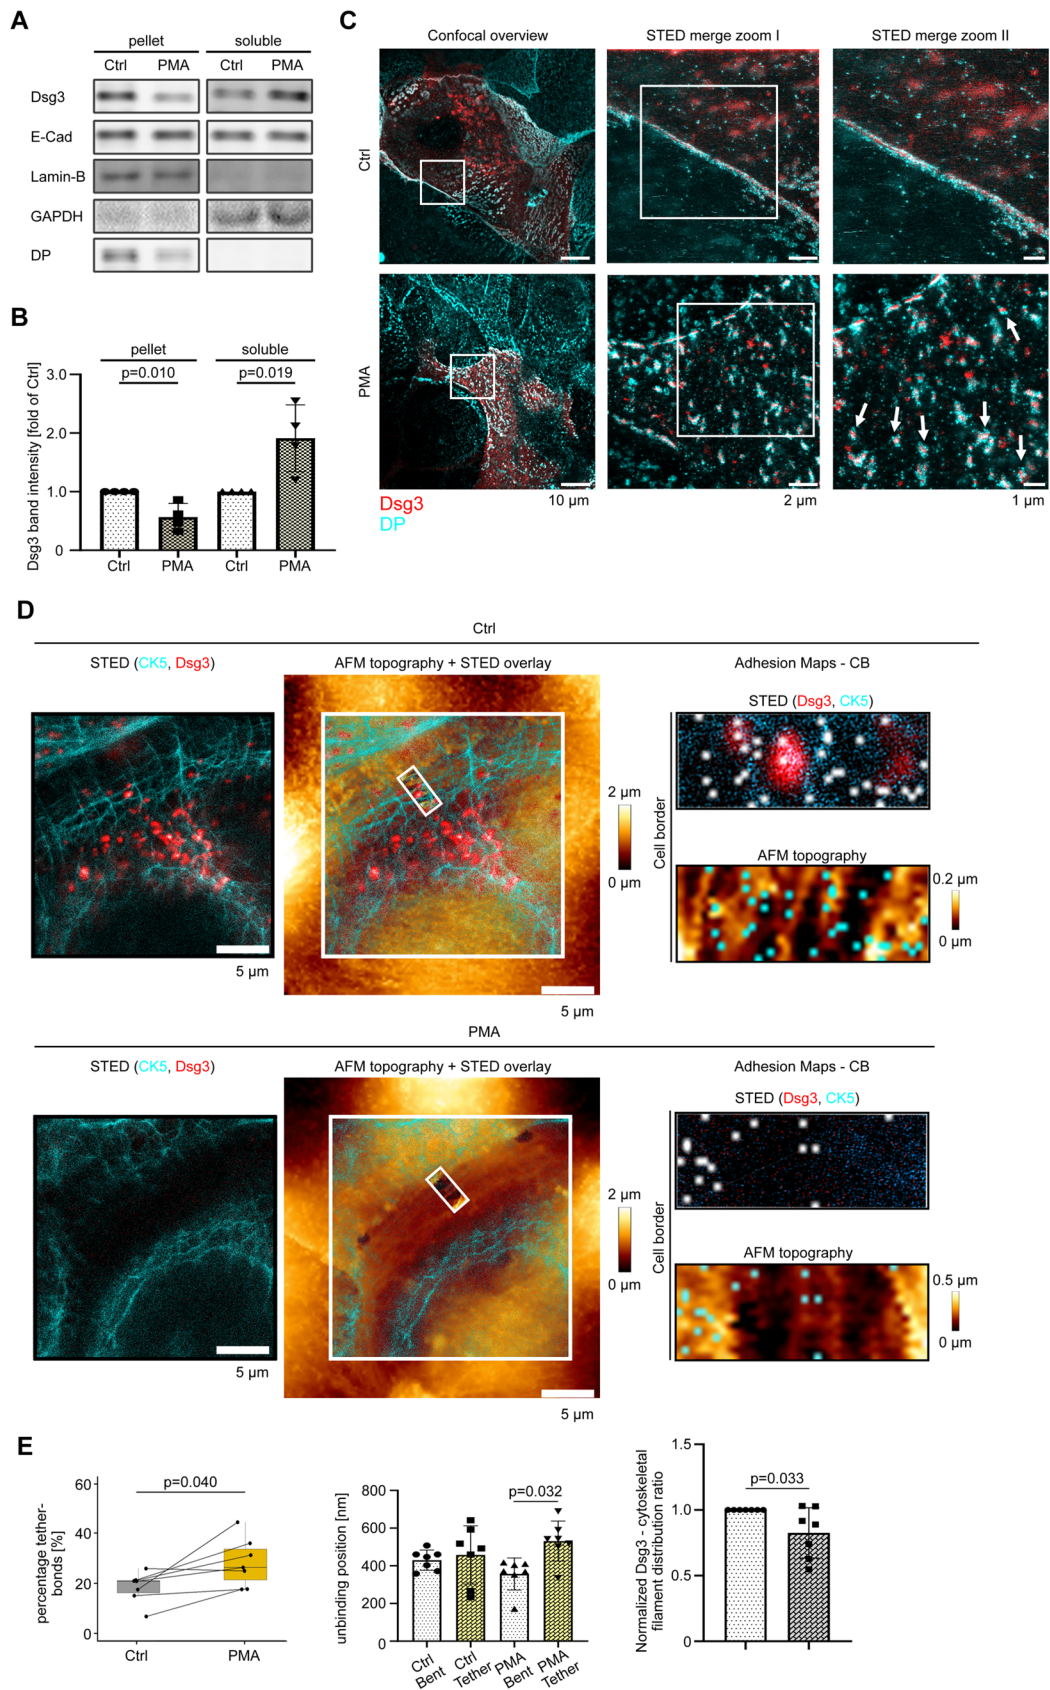 A
pellet soluble
Ctrl PMA Ctrl PMA
Dsg3
E-Cad
Lamin-B
GAPDH
DP
B
pellet soluble
p=0.010 p=0.019
Dsg3 band intensity [fold of Ctrl]
3.0
2.0
1.0
0
Ctrl PMA Ctrl PMA
C
Confocal overview STED merge zoom I STED merge zoom II
Ctrl
PMA
10 µm 2 µm 1 µm
Dsg3
DP
D
Ctrl
STED (CK5, Dsg3) AFM topography + STED overlay Adhesion Maps - CB
STED (Dsg3, CK5)
2 µm
0 µm
Cell border
AFM topography
0.2 µm
0 µm
5 µm
5 µm
PMA
STED (CK5, Dsg3) AFM topography + STED overlay Adhesion Maps - CB
STED (Dsg3, CK5)
2 µm
0 µm
Cell border
AFM topography
0.5 µm
0 µm
5 µm
5 µm
E
percentage tether-
bonds [%]
60
40
20
0
p=0.040
Ctrl PMA
unbinding position [nm]
800
600
400
200
0
p=0.032
Ctrl Bent
Ctrl Tether
PMA Bent
PMA Tether
Normalized Dsg3 - cytoskeletal
filament distribution ratio
1.5
1.0
0.5
0
p=0.033